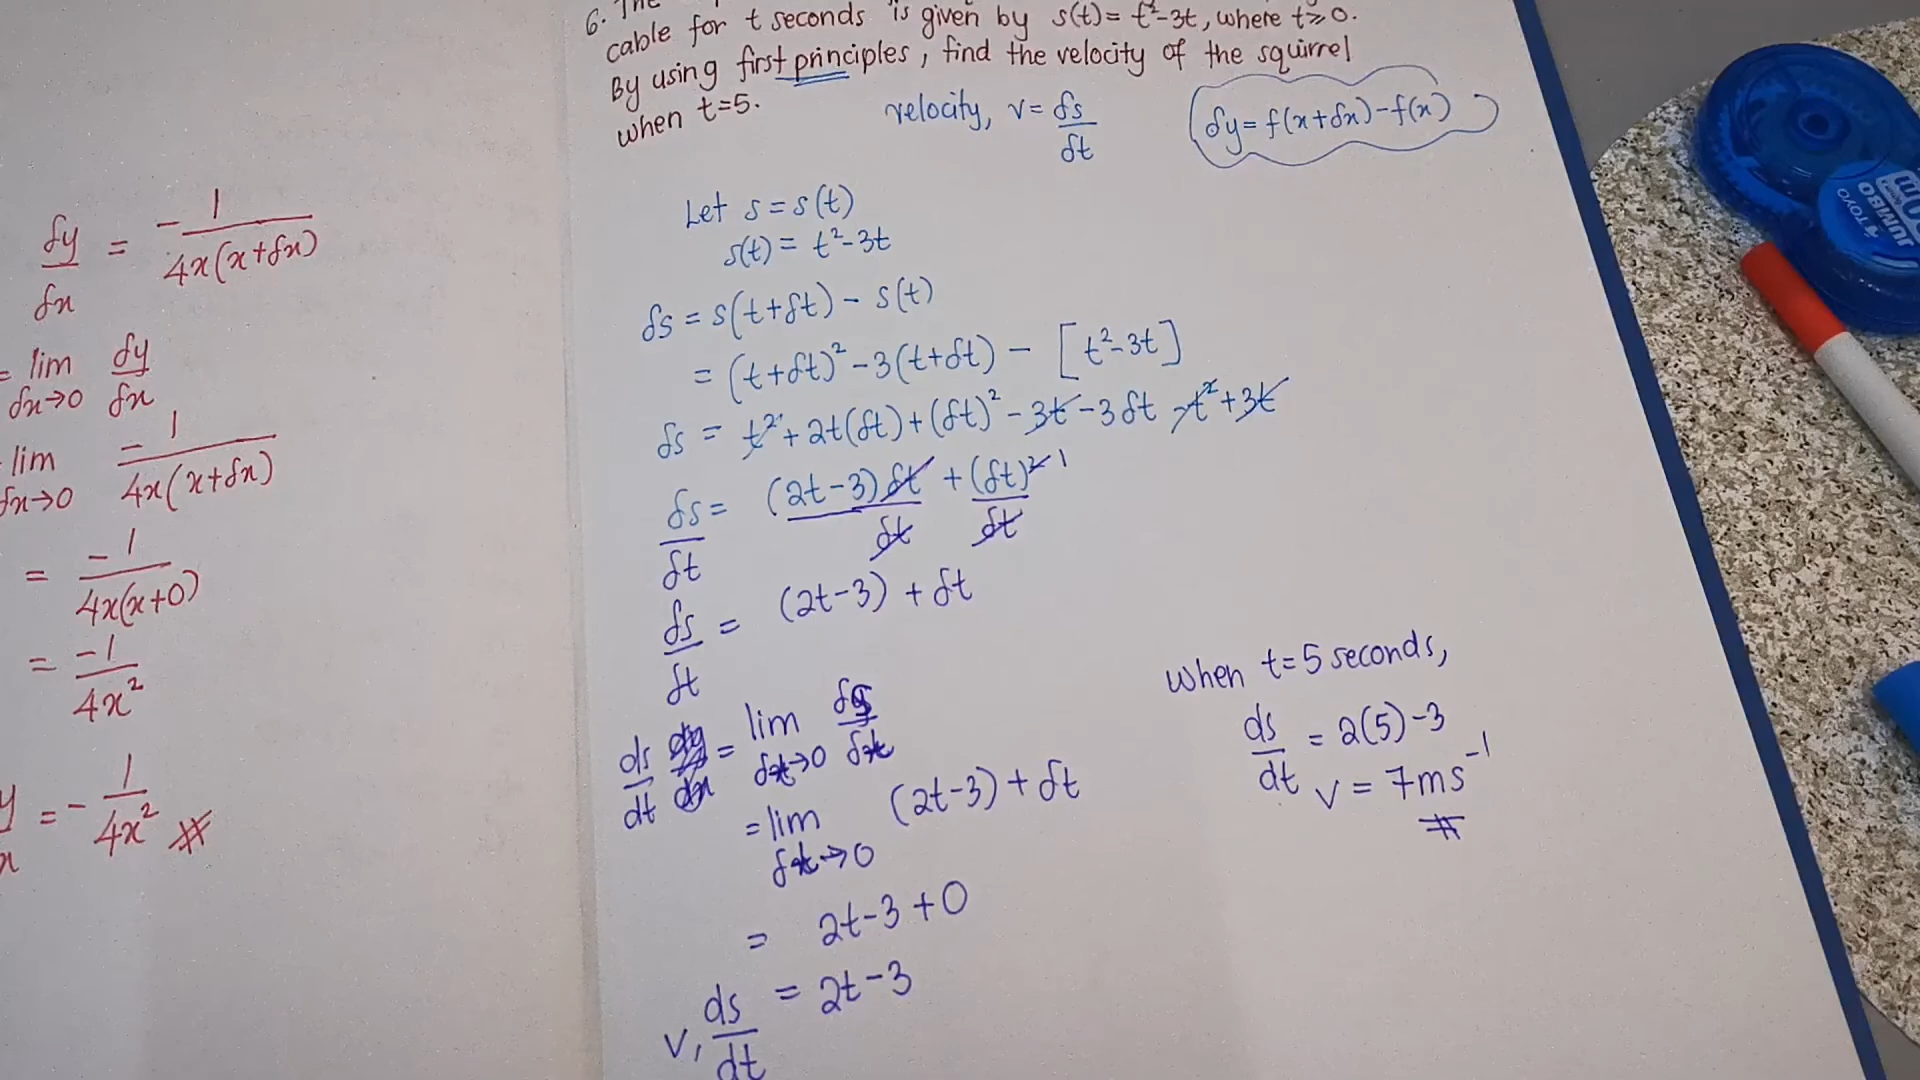 δy/δx = -1/4x(x+δx)
= lim δx→0 δy/δx
lim δx→0 -1/4x(x+δx)
= -1/4x(x+0)
= -1/4x²
= -1/4x² #
6. The
cable for t seconds is given by s(t) = t²-3t, where t≥0.
By using first principles, find the velocity of the squirrel
when t=5.
velocity, v = δs/δt
δy = f(x+δx)-f(x)
Let s = s(t)
s(t) = t²-3t
δs = s(t+δt) - s(t)
= (t+δt)² -3(t+δt) - [t²-3t]
δs = t² + 2t(δt) + (δt)² - 3t - 3δt - t² + 3t
δs/δt = (2t-3)δt/δt + (δt)² 1/δt
δs/δt = (2t-3) + δt
ds/dt = lim δt→0 δs/δt
= lim δt→0 (2t-3) + δt
= 2t-3+0
v, ds/dt = 2t-3
when t=5 seconds,
ds/dt = 2(5)-3
v = 7ms⁻¹
#
TOYO
JUMBO